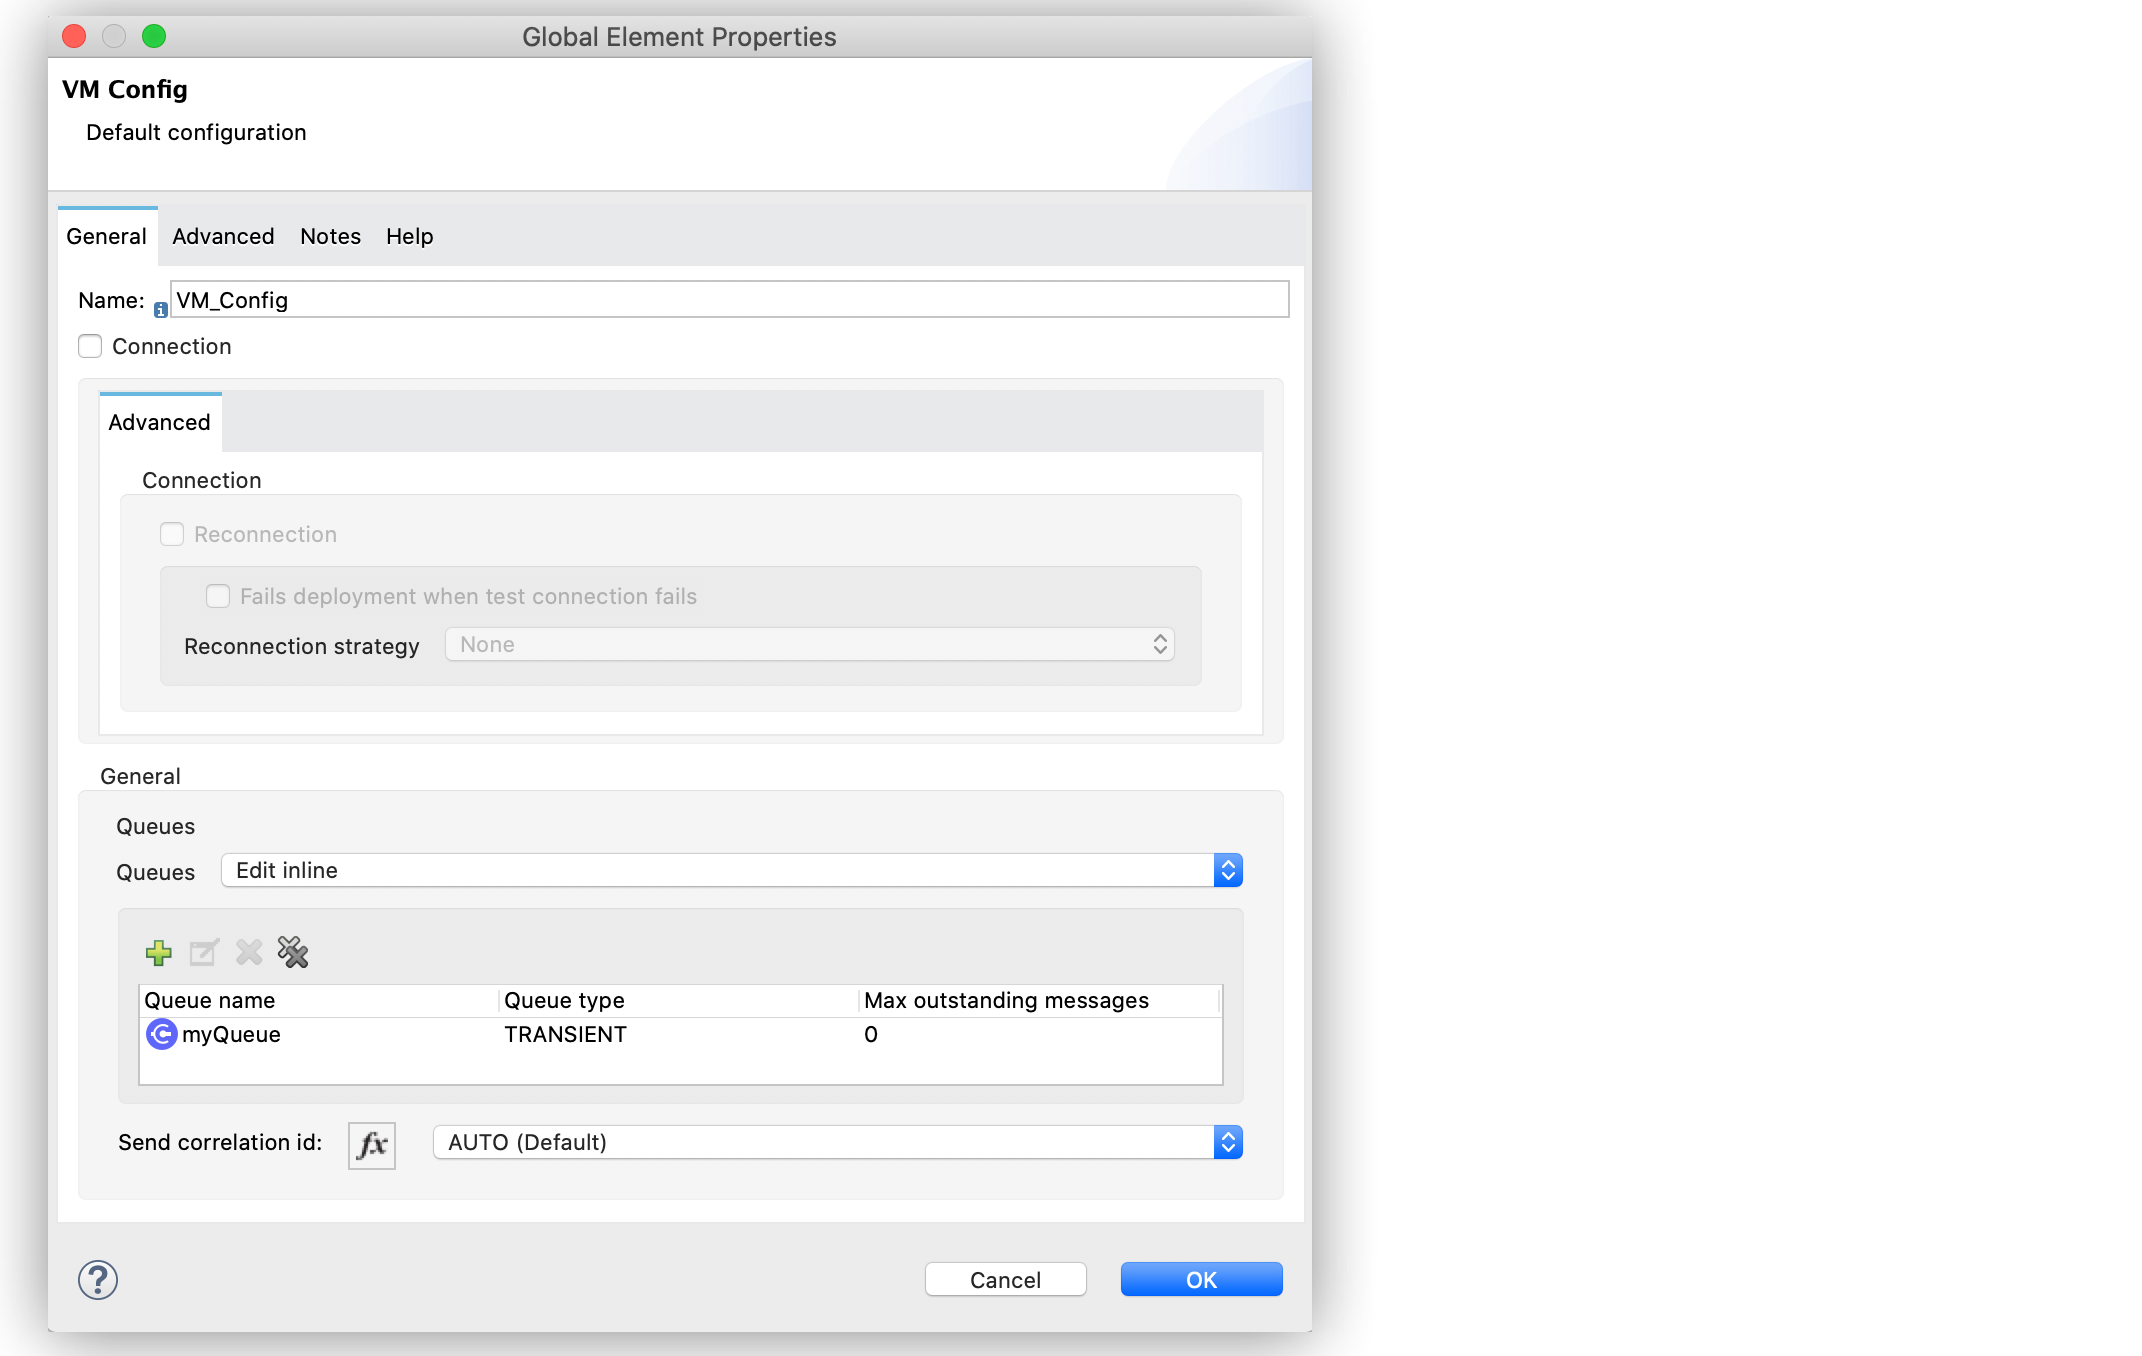 Global Element Properties
VM Config
Default configuration
General Advanced Notes Help
Name: VM_Config
Connection
Advanced
Connection
Reconnection
Fails deployment when test connection fails
Reconnection strategy None
General
Queues
Queues Edit inline
Queue name Queue type Max outstanding messages
myQueue TRANSIENT 0
Send correlation id: fx AUTO (Default)
? Cancel OK